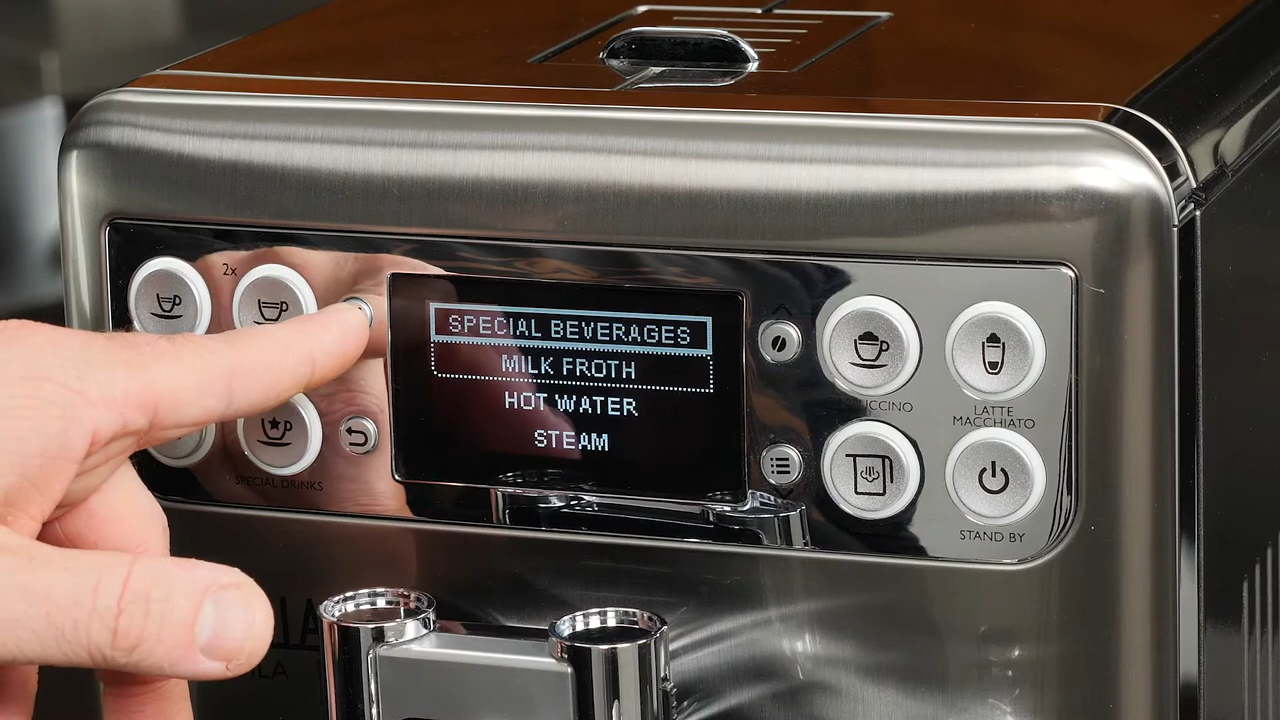 2x
SPECIAL BEVERAGES
MILK FROTH
HOT WATER
STEAM
LATTE
MACCHIATO
SPECIAL DRINKS
STAND BY